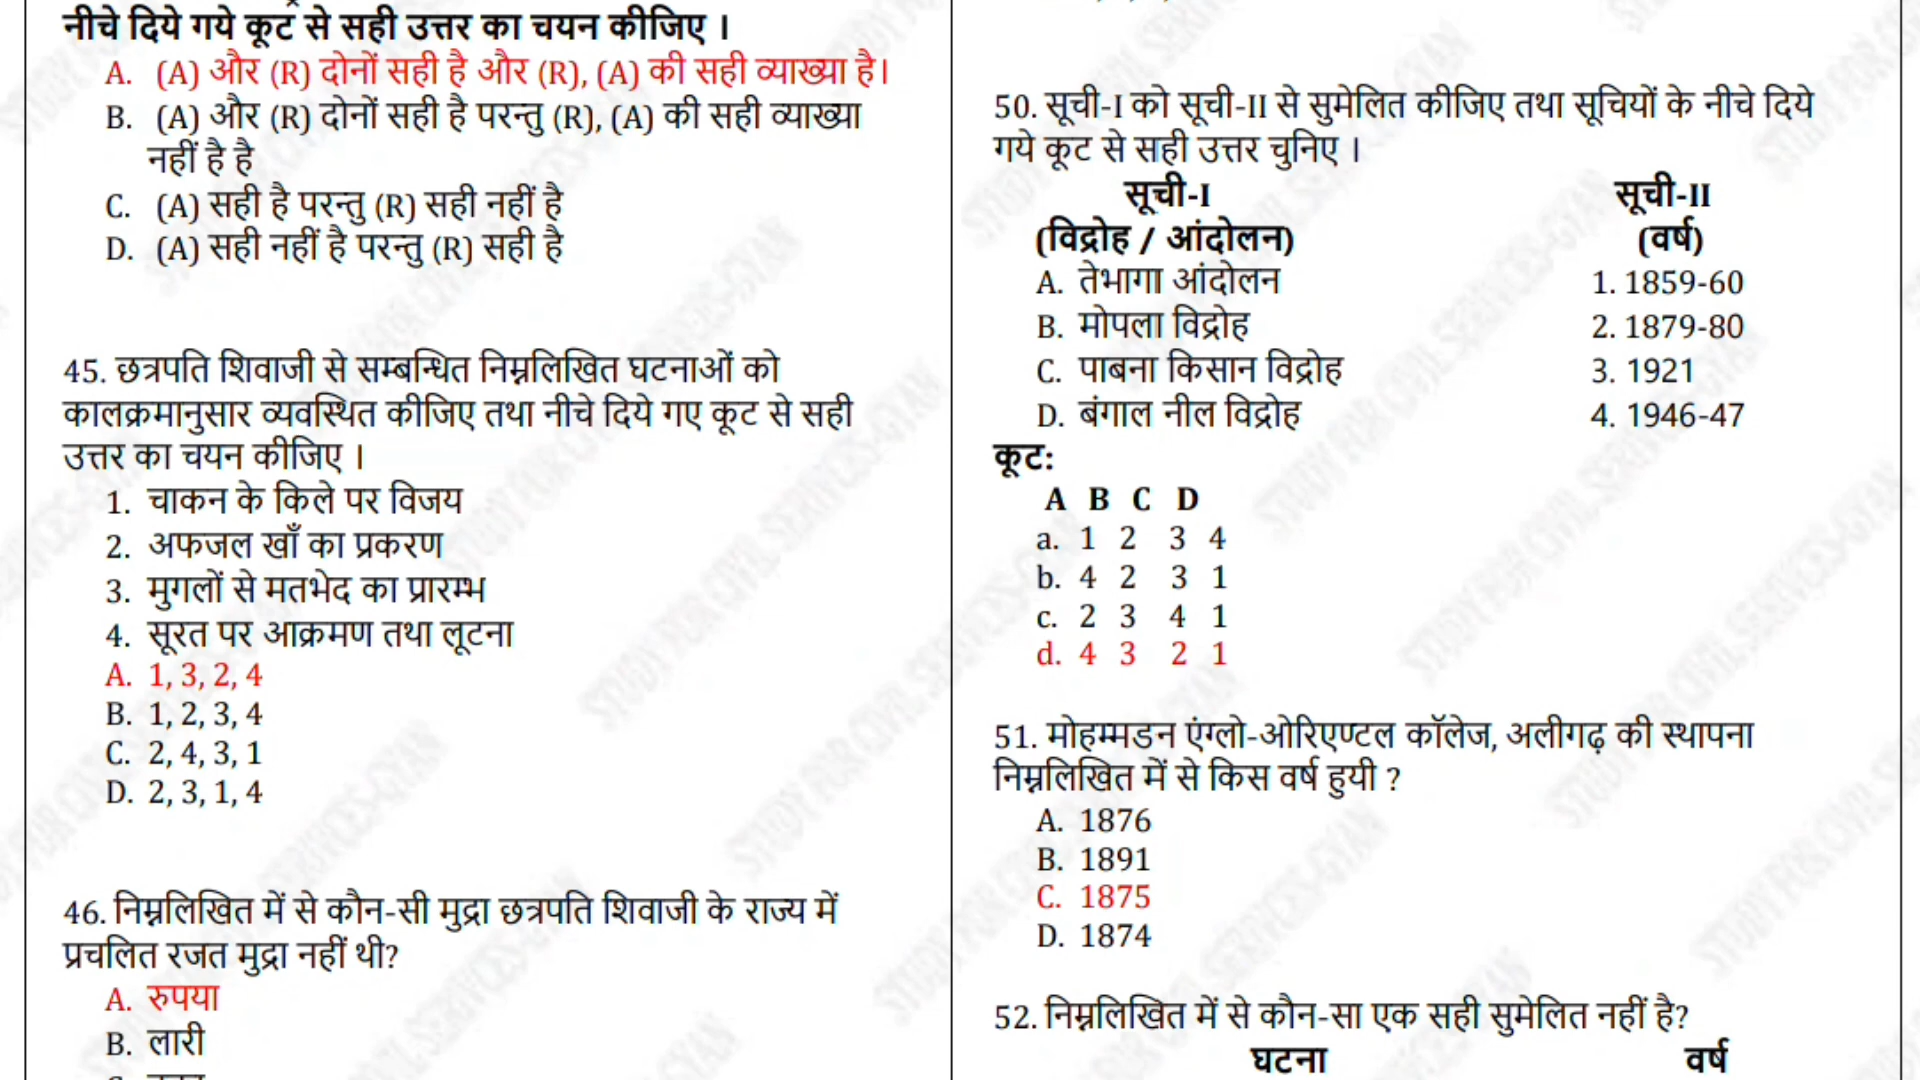 नीचे दिये गये कूट से सही उत्तर का चयन कीजिए ।
A. (A) और (R) दोनों सही है और (R), (A) की सही व्याख्या है।
B. (A) और (R) दोनों सही है परन्तु (R), (A) की सही व्याख्या
नहीं है है
C. (A) सही है परन्तु (R) सही नहीं है
D. (A) सही नहीं है परन्तु (R) सही है
45. छत्रपति शिवाजी से सम्बन्धित निम्नलिखित घटनाओं को
कालक्रमानुसार व्यवस्थित कीजिए तथा नीचे दिये गए कूट से सही
उत्तर का चयन कीजिए ।
1. चाकन के किले पर विजय
2. अफजल खाँ का प्रकरण
3. मुगलों से मतभेद का प्रारम्भ
4. सूरत पर आक्रमण तथा लूटना
A. 1, 3, 2, 4
B. 1, 2, 3, 4
C. 2, 4, 3, 1
D. 2, 3, 1, 4
46. निम्नलिखित में से कौन-सी मुद्रा छत्रपति शिवाजी के राज्य में
प्रचलित रजत मुद्रा नहीं थी?
A. रुपया
B. लारी
50. सूची-I को सूची-II से सुमेलित कीजिए तथा सूचियों के नीचे दिये
गये कूट से सही उत्तर चुनिए ।
सूची-I सूची-II
(विद्रोह / आंदोलन) (वर्ष)
A. तेभागा आंदोलन 1. 1859-60
B. मोपला विद्रोह 2. 1879-80
C. पाबना किसान विद्रोह 3. 1921
D. बंगाल नील विद्रोह 4. 1946-47
कूट:
A B C D
a. 1 2 3 4
b. 4 2 3 1
c. 2 3 4 1
d. 4 3 2 1
51. मोहम्मडन एंग्लो-ओरिएण्टल कॉलेज, अलीगढ़ की स्थापना
निम्नलिखित में से किस वर्ष हुयी ?
A. 1876
B. 1891
C. 1875
D. 1874
52. निम्नलिखित में से कौन-सा एक सही सुमेलित नहीं है?
घटना वर्ष
STUDY FOR CIVIL SERIVCES-GYAN